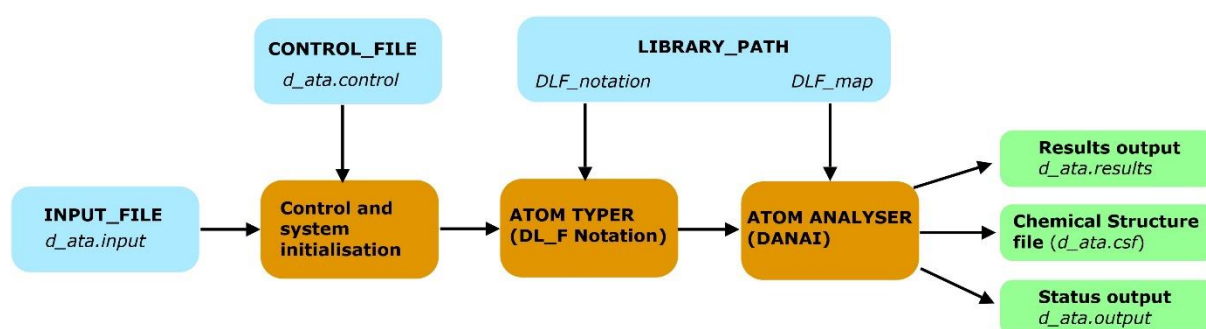 CONTROL_FILE
d_ata.control
LIBRARY_PATH
DLF_notation DLF_map
INPUT_FILE
d_ata.input
Control and
system
initialisation
ATOM TYPER
(DL_F Notation)
ATOM ANALYSER
(DANAI)
Results output
d_ata.results
Chemical Structure
file (d_ata.csf)
Status output
d_ata.output